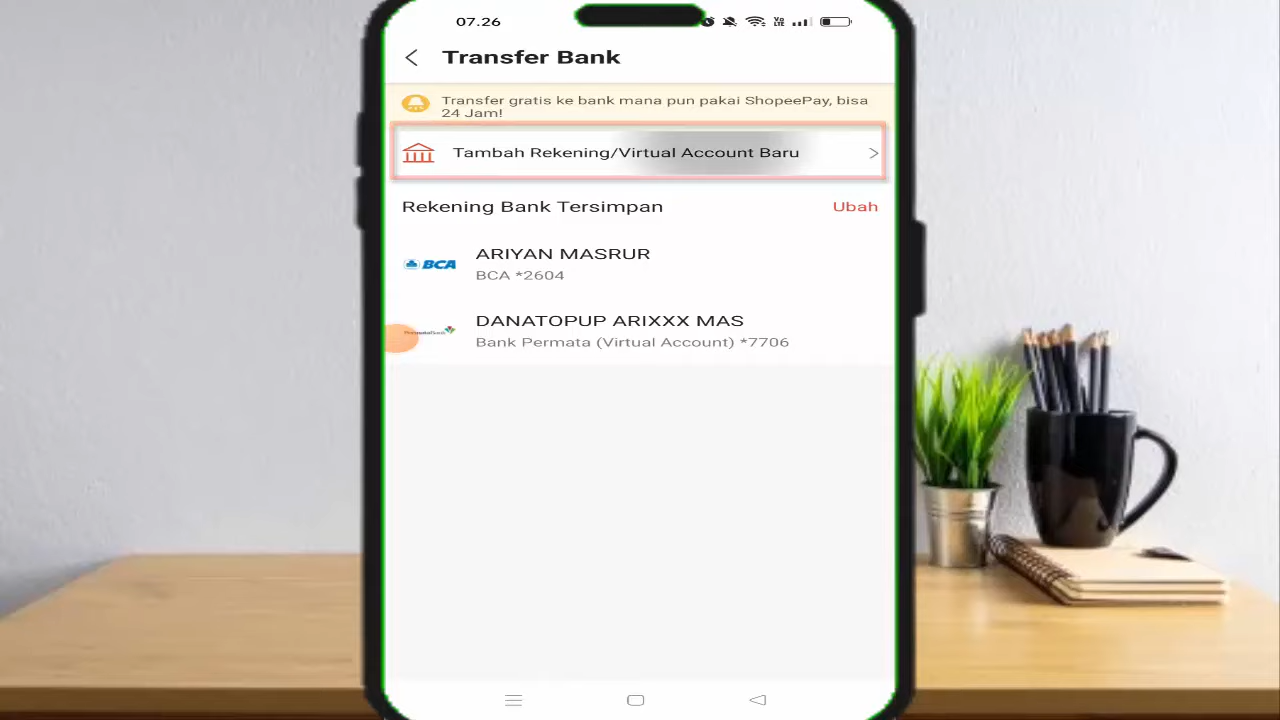 07.26
Transfer Bank
Transfer gratis ke bank mana pun pakai ShopeePay, bisa
24 Jam!
Tambah Rekening/Virtual Account Baru
Rekening Bank Tersimpan
Ubah
ARIYAN MASRUR
BCA
BCA *2604
DANATOPUP ARIXXX MAS
Bank Permata (Virtual Account) *7706